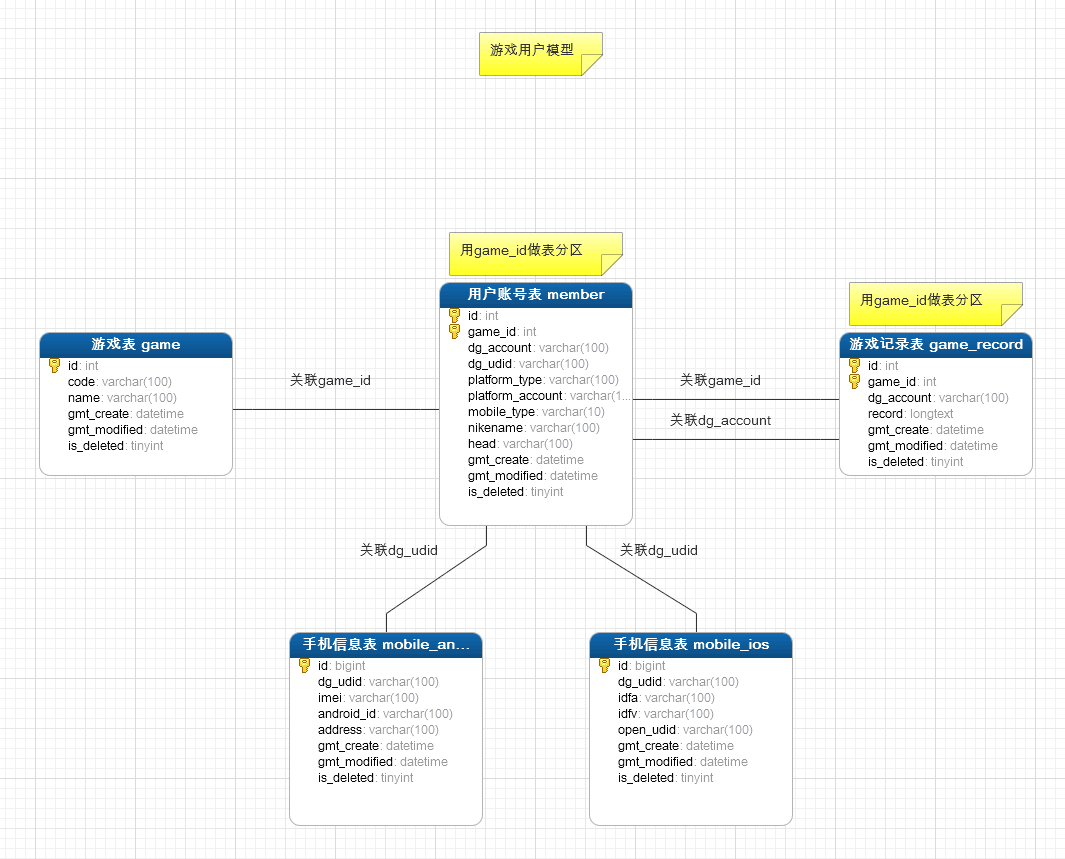 游戏用户模型
用game_id做表分区
用户账号表 member
id: int
game_id: int
dg_account: varchar(100)
dg_udid: varchar(100)
platform_type: varchar(100)
platform_account: varchar(1...
mobile_type: varchar(10)
nikename: varchar(100)
head: varchar(100)
gmt_create: datetime
gmt_modified: datetime
is_deleted: tinyint
游戏表 game
id: int
code: varchar(100)
name: varchar(100)
gmt_create: datetime
gmt_modified: datetime
is_deleted: tinyint
关联game_id
关联game_id
关联dg_account
用game_id做表分区
游戏记录表 game_record
id: int
game_id: int
dg_account: varchar(100)
record: longtext
gmt_create: datetime
gmt_modified: datetime
is_deleted: tinyint
关联dg_udid
关联dg_udid
手机信息表 mobile_an...
id: bigint
dg_udid: varchar(100)
imei: varchar(100)
android_id: varchar(100)
address: varchar(100)
gmt_create: datetime
gmt_modified: datetime
is_deleted: tinyint
手机信息表 mobile_ios
id: bigint
dg_udid: varchar(100)
idfa: varchar(100)
idfv: varchar(100)
open_udid: varchar(100)
gmt_create: datetime
gmt_modified: datetime
is_deleted: tinyint